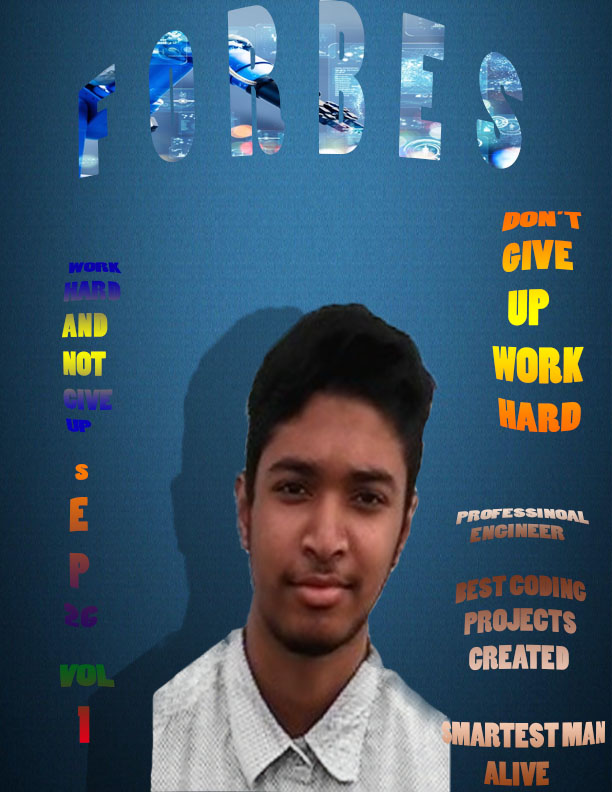 FORBES
WORK
HARD
AND
NOT
GIVE
UP
S
E
P
26
VOL
1
DON'T
GIVE
UP
WORK
HARD
PROFESSINOAL
ENGINEER
BEST CODING
PROJECTS
CREATED
SMARTEST MAN
ALIVE